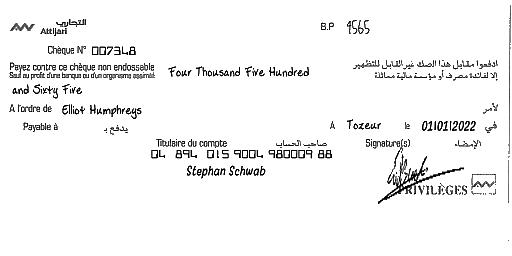 التجاري
Attijari
B.P 4565
Chèque N° 007348
Payez contre ce chèque non endossable
Sauf au profit d'une banque ou d'un organisme assimilé
Four Thousand Five Hundred
ادفعوا مقابل هذا الصك غير القابل للتظهير
إلا لفائدة مصرف أو مؤسسة مالية مماثلة
and Sixty Five
A l'ordre de Elliot Humphreys
لأمر
Payable à يدفع بـ
A Tozeur le 01/01/2022 في
Titulaire du compte صاحب الحساب
Signature(s) الإمضاء
04 894 015 9004 980009 88
Stephan Schwab
PRIVILÈGES